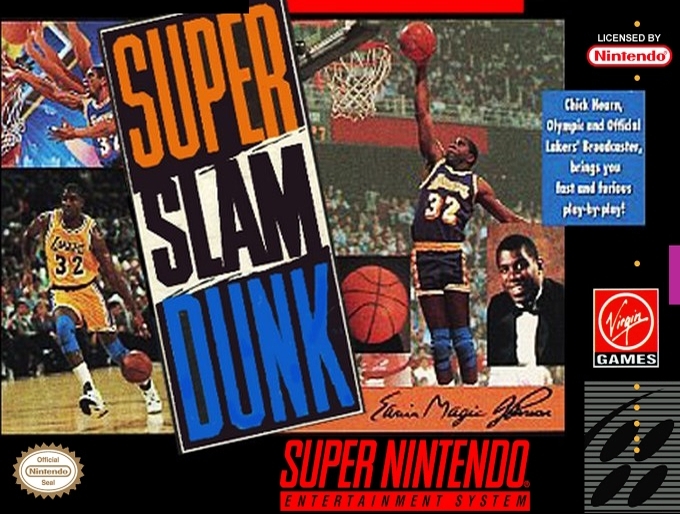 SUPER
SLAM
DUNK
LICENSED BY
Nintendo
Chick Hearn,
Olympic and Official
Lakers' Broadcaster,
brings you
fast and furious
play-by-play!
Lakers
32
Lakers
32
Virgin
GAMES
Earvin Magic Johnson
SUPER NINTENDO
ENTERTAINMENT SYSTEM
Official
Nintendo
Seal